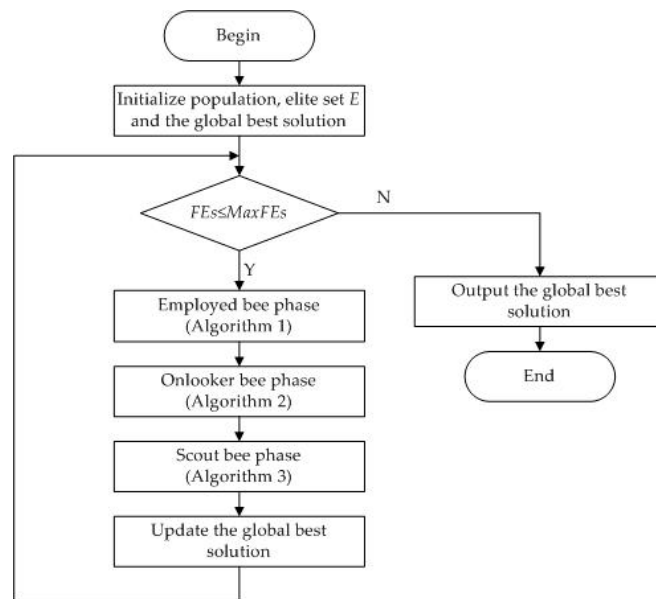 Begin
Initialize population, elite set E
and the global best solution
FEs≤MaxFEs
N
Y
Employed bee phase
(Algorithm 1)
Output the global best
solution
Onlooker bee phase
(Algorithm 2)
End
Scout bee phase
(Algorithm 3)
Update the global best
solution